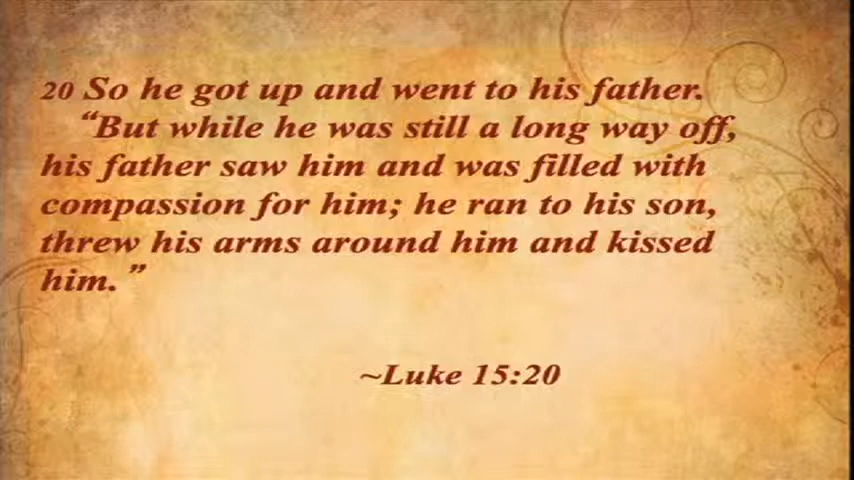 20 So he got up and went to his father.
“But while he was still a long way off,
his father saw him and was filled with
compassion for him; he ran to his son,
threw his arms around him and kissed
him.”
~Luke 15:20